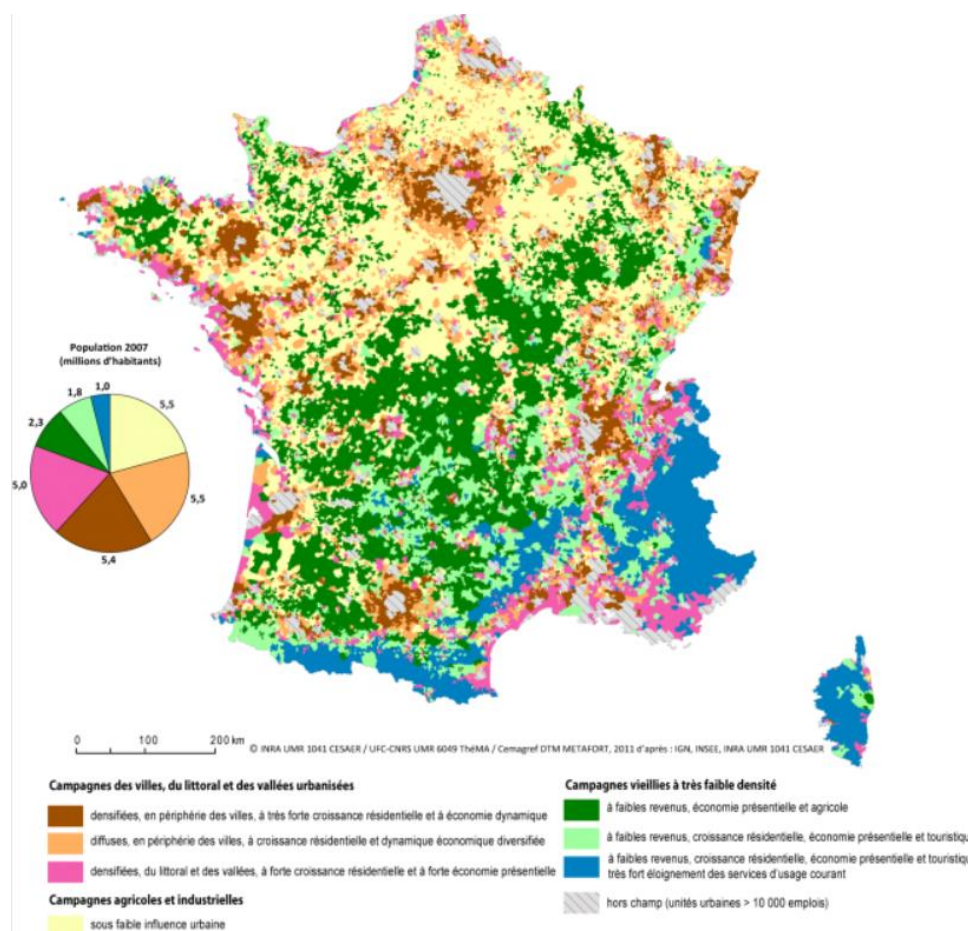 Population 2007
(millions d'habitants)
1,0
1,8
5,5
2,3
5,0
5,5
5,4
0 100 200 km
© INRA UMR 1041 CESAER / UFC-CNRS UMR 6049 ThéMA / Cemagref DTM METAFORT, 2011 d'après : IGN, INSEE, INRA UMR 1041 CESAER
Campagnes des villes, du littoral et des vallées urbanisées
densifiées, en périphérie des villes, à très forte croissance résidentielle et à économie dynamique
diffuses, en périphérie des villes, à croissance résidentielle et dynamique économique diversifiée
densifiées, du littoral et des vallées, à forte croissance résidentielle et à forte économie présentielle
Campagnes agricoles et industrielles
sous faible influence urbaine
Campagnes vieillies à très faible densité
à faibles revenus, économie présentielle et agricole
à faibles revenus, croissance résidentielle, économie présentielle et touristiqu
à faibles revenus, croissance résidentielle, économie présentielle et touristiqu
très fort éloignement des services d'usage courant
hors champ (unités urbaines > 10 000 emplois)